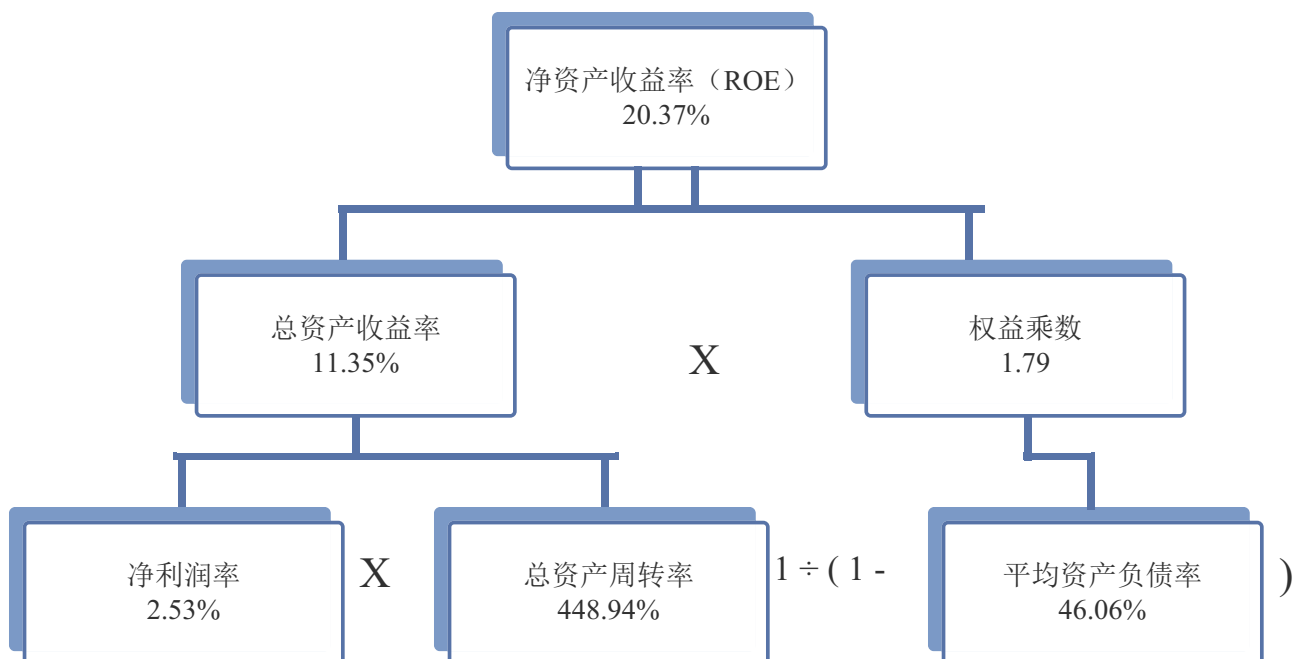 净资产收益率（ROE）
20.37%
总资产收益率
11.35%
X
权益乘数
1.79
净利润率
2.53%
X
总资产周转率
448.94%
1 ÷ ( 1 -
平均资产负债率
46.06%
)